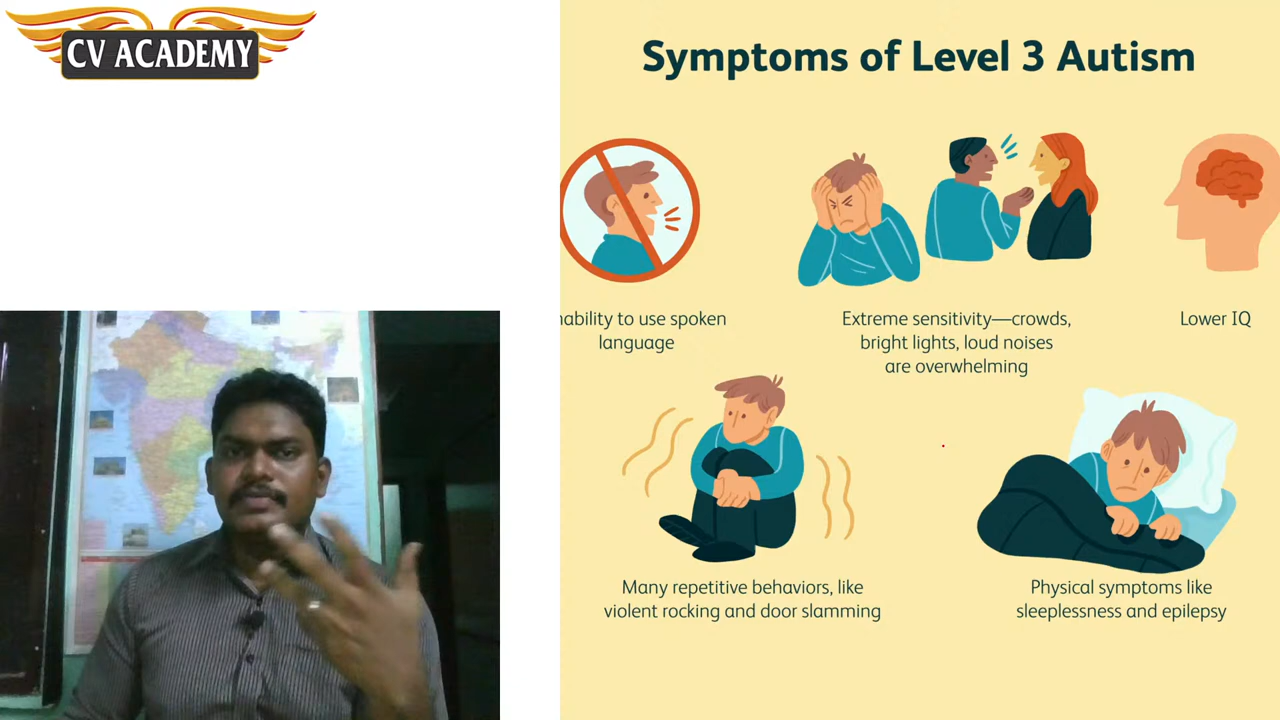 CV ACADEMY
Symptoms of Level 3 Autism
nability to use spoken
language
Extreme sensitivity—crowds,
bright lights, loud noises
are overwhelming
Lower IQ
Many repetitive behaviors, like
violent rocking and door slamming
Physical symptoms like
sleeplessness and epilepsy